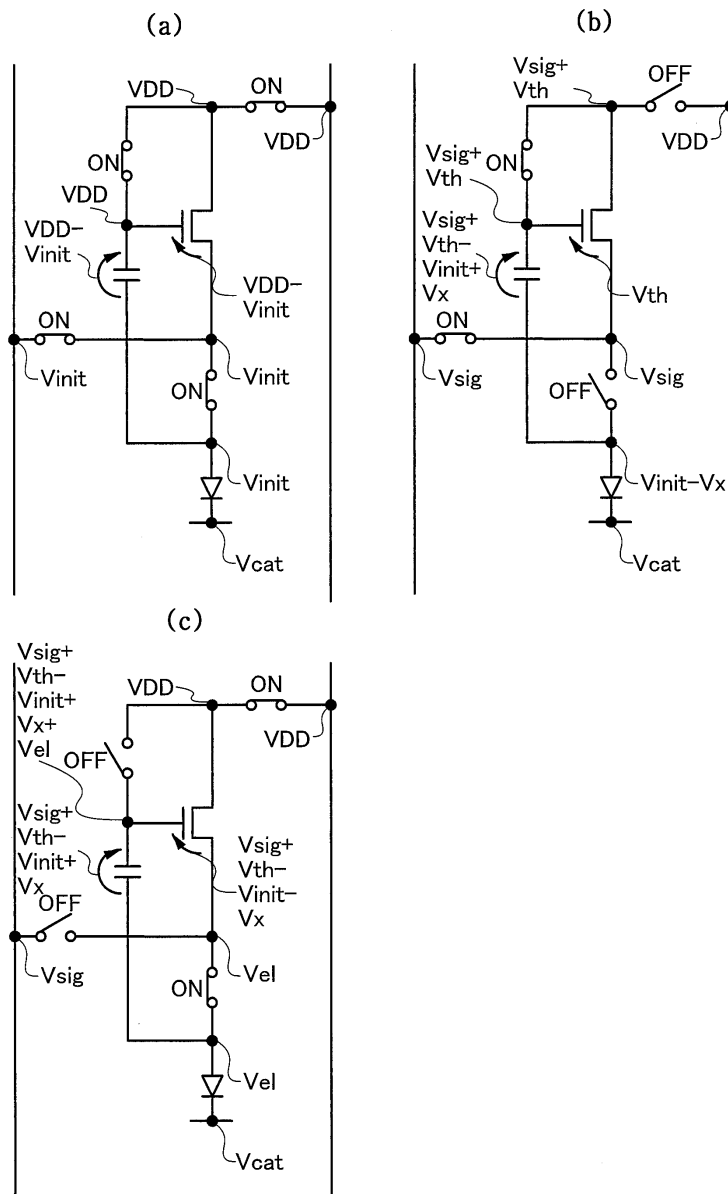 (a)
VDD
ON
VDD
ON
VDD
VDD-
Vinit
VDD-
Vinit
ON
Vinit
Vinit
ON
Vinit
Vcat
(b)
Vsig+
Vth
OFF
VDD
ON
Vsig+
Vth
Vsig+
Vth-
Vinit+
Vx
Vth
ON
Vsig
Vsig
OFF
Vinit-Vx
Vcat
(c)
Vsig+
Vth-
Vinit+
Vx+
Vel
VDD
ON
VDD
OFF
Vsig+
Vth-
Vinit+
Vx
Vsig+
Vth-
Vinit-
Vx
OFF
Vsig
Vel
ON
Vel
Vcat